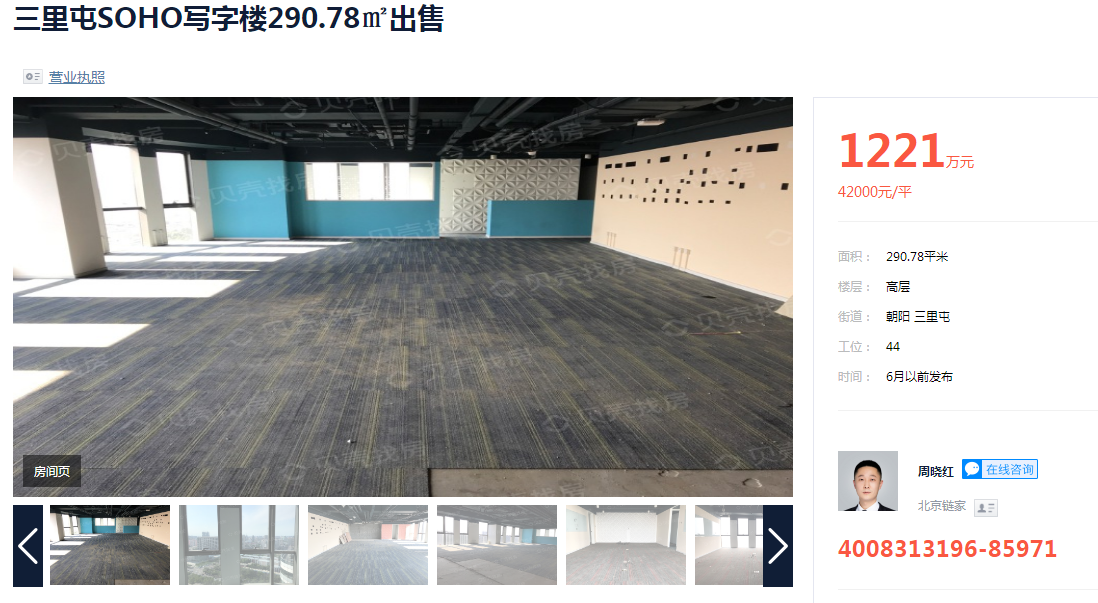 三里屯SOHO写字楼290.78㎡出售
营业执照
贝壳找房
房间页
1221万元
42000元/平
面积： 290.78平米
楼层： 高层
街道： 朝阳 三里屯
工位： 44
时间： 6月以前发布
周晓红 在线咨询
北京链家
4008313196-85971